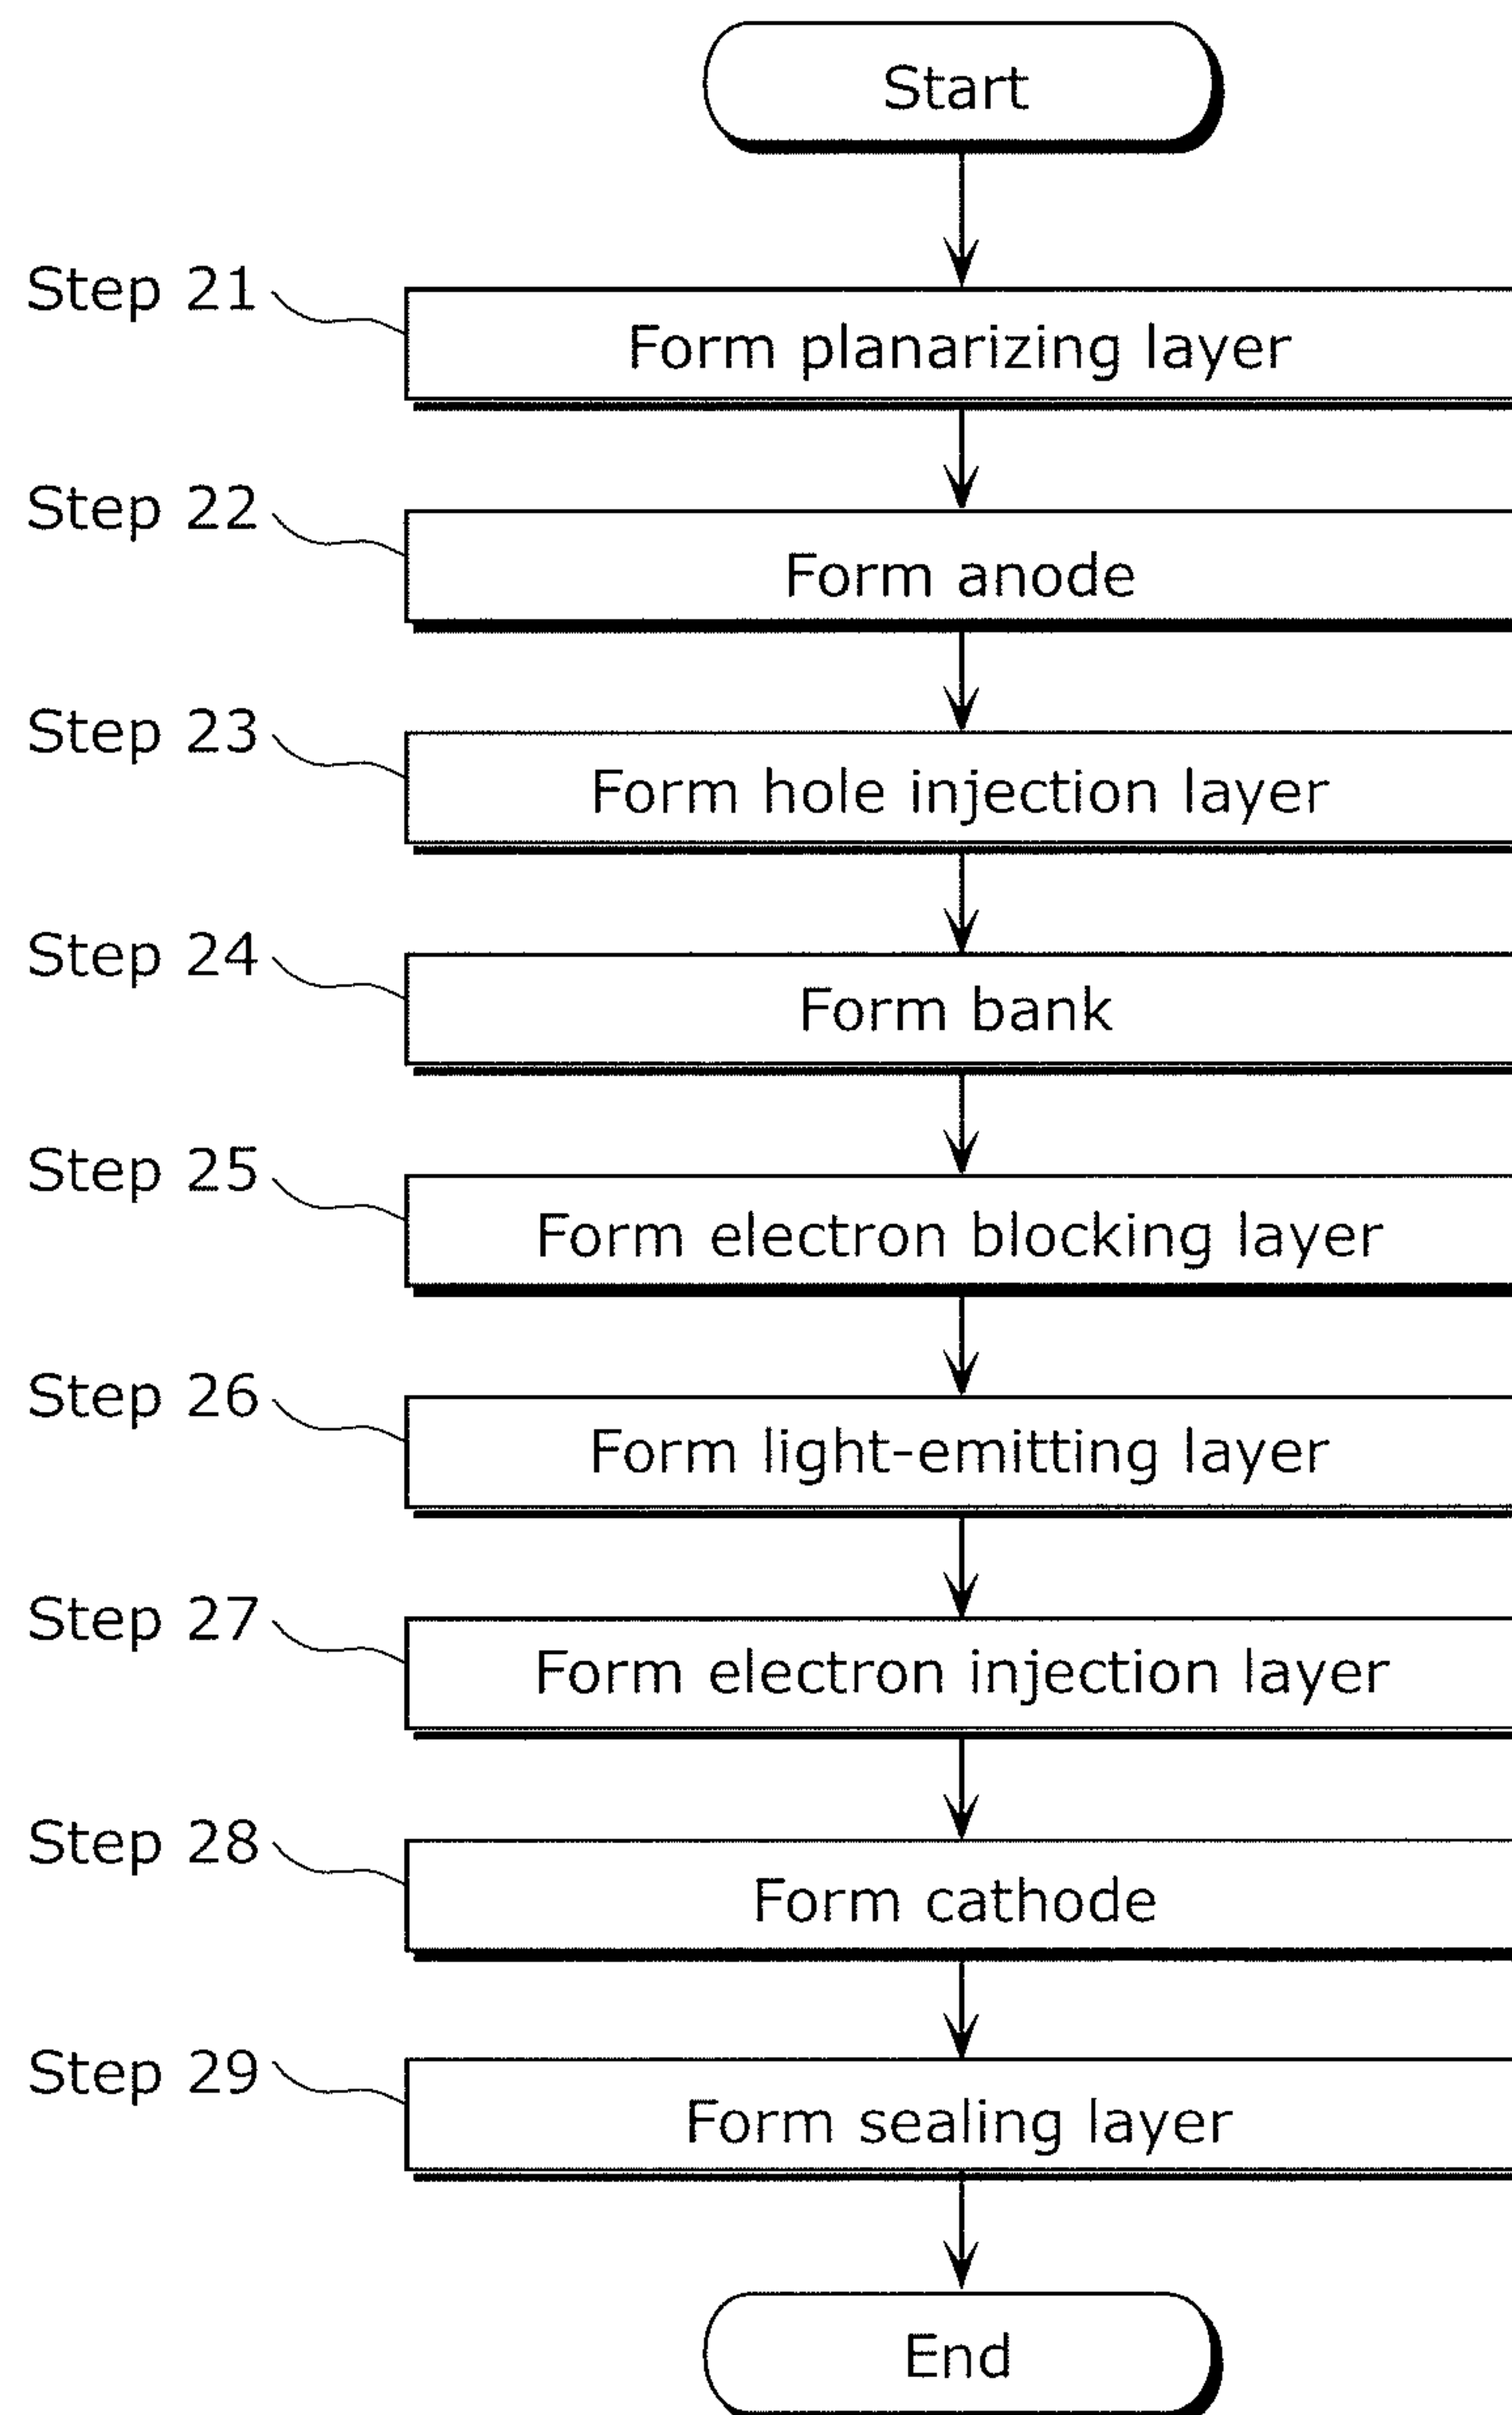 Start
Step 21
Form planarizing layer
Step 22
Form anode
Step 23
Form hole injection layer
Step 24
Form bank
Step 25
Form electron blocking layer
Step 26
Form light-emitting layer
Step 27
Form electron injection layer
Step 28
Form cathode
Step 29
Form sealing layer
End